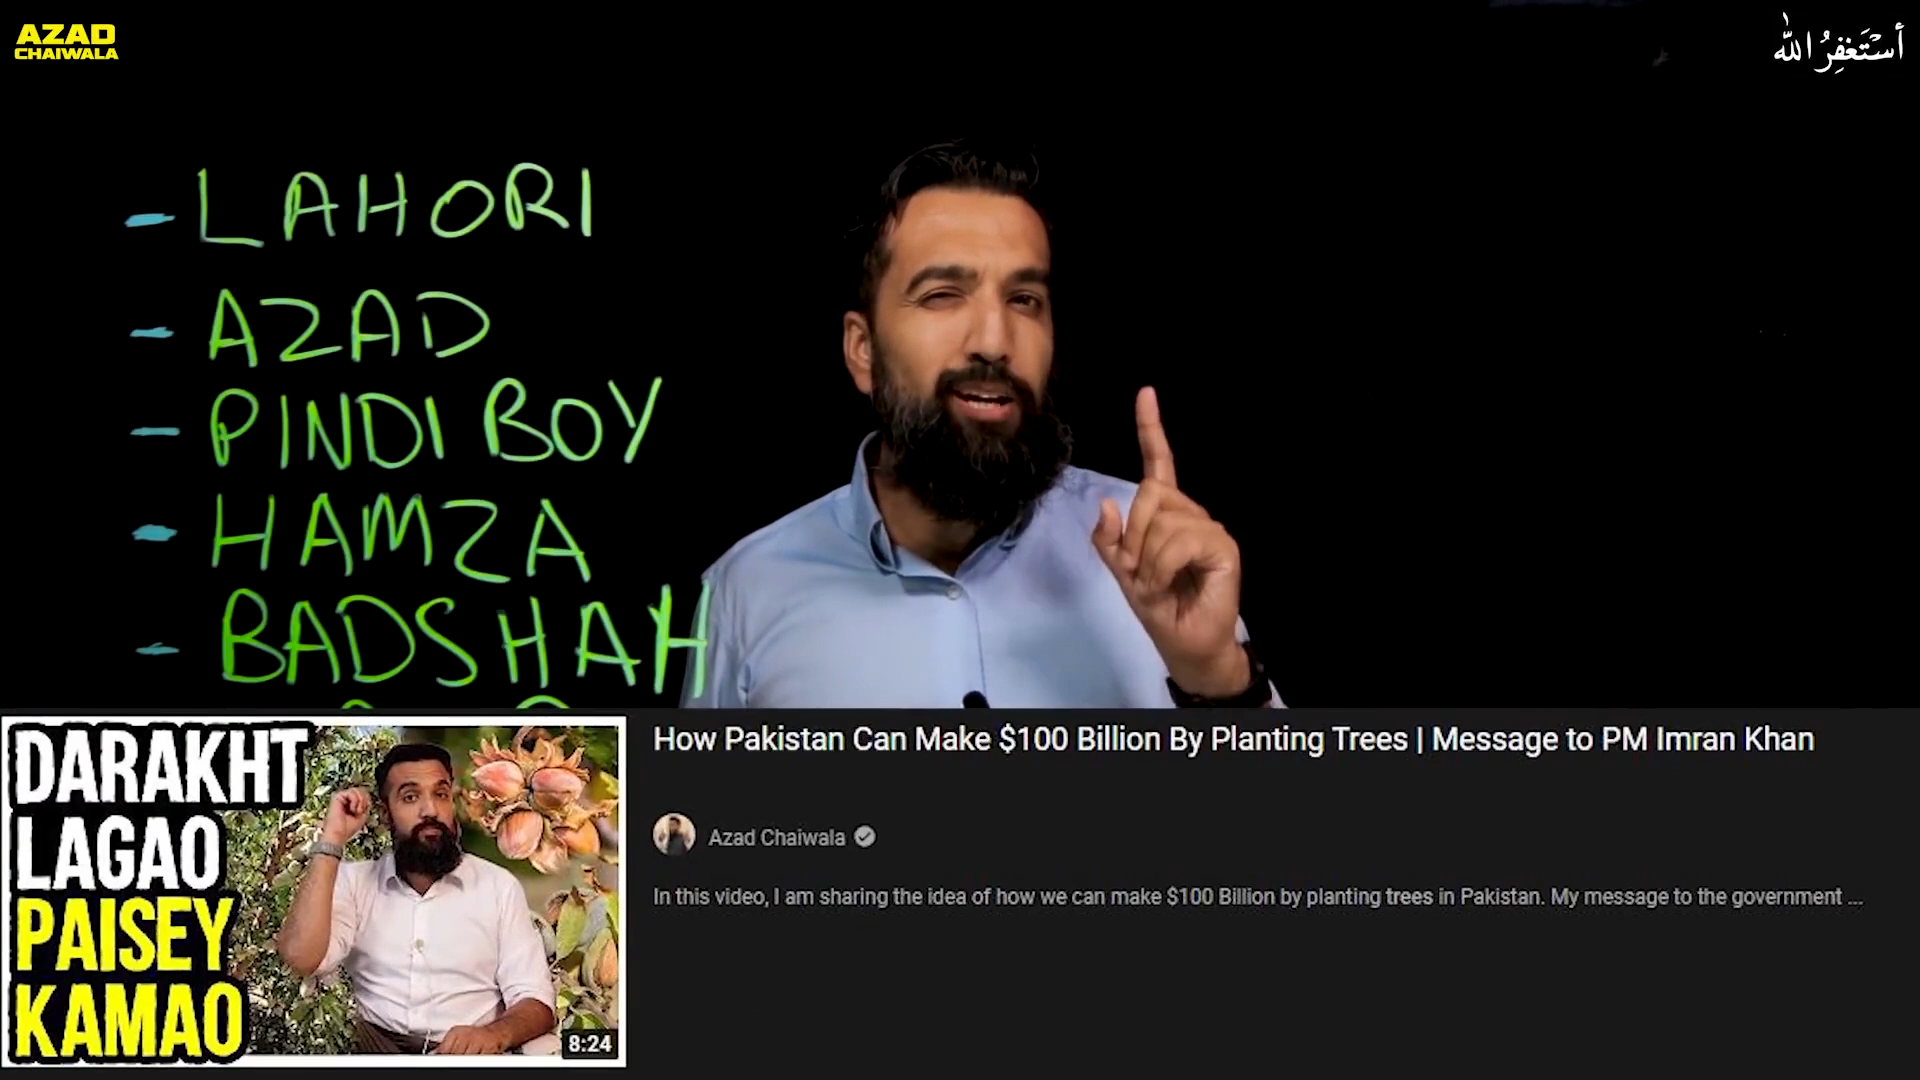 AZAD
CHAIWALA
أستغفِرُ الله
- LAHORI
- AZAD
- PINDI BOY
- HAMZA
- BADSHAH
DARAKHT
LAGAO
PAISEY
KAMAO
8:24
How Pakistan Can Make $100 Billion By Planting Trees | Message to PM Imran Khan
Azad Chaiwala
In this video, I am sharing the idea of how we can make $100 Billion by planting trees in Pakistan. My message to the government ...